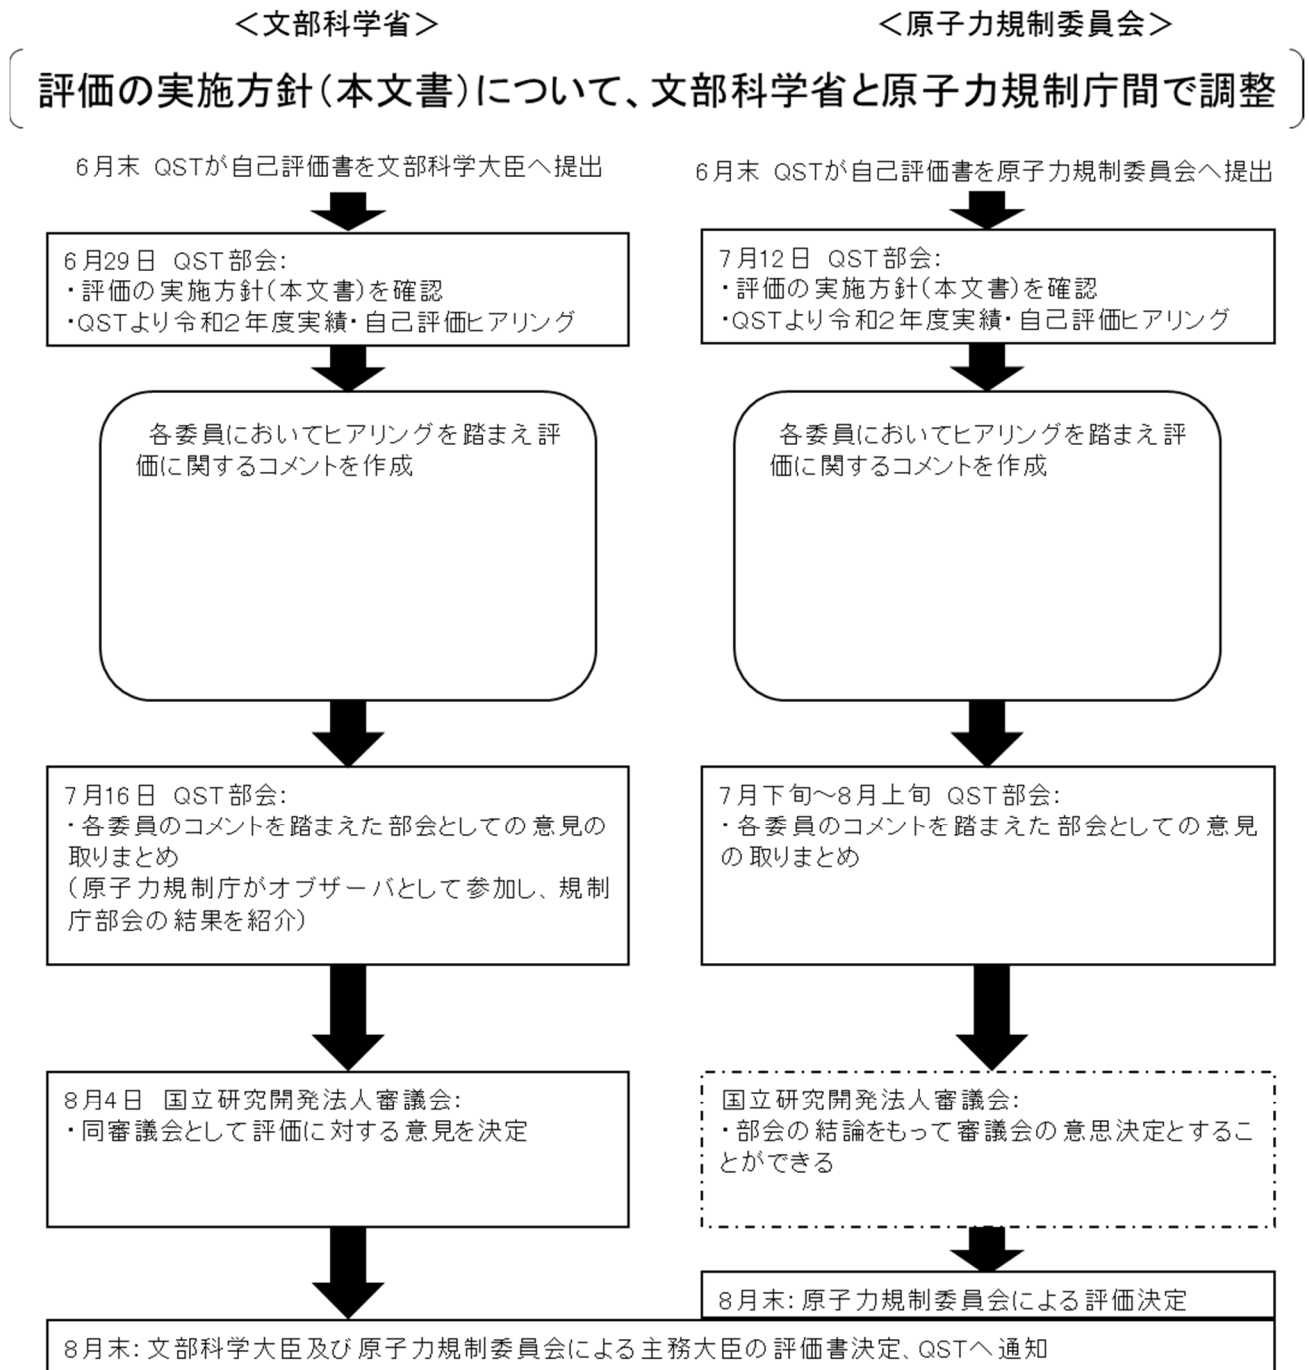 ＜文部科学省＞
＜原子力規制委員会＞
評価の実施方針(本文書)について、文部科学省と原子力規制庁間で調整
6月末 QSTが自己評価書を文部科学大臣へ提出
6月29日 QST部会:
・評価の実施方針(本文書)を確認
・QSTより令和2年度実績・自己評価ヒアリング
各委員においてヒアリングを踏まえ評
価に関するコメントを作成
7月16日 QST部会:
・各委員のコメントを踏まえた部会としての意見の
取りまとめ
(原子力規制庁がオブザーバとして参加し、規制
庁部会の結果を紹介)
8月4日 国立研究開発法人審議会:
・同審議会として評価に対する意見を決定
6月末 QSTが自己評価書を原子力規制委員会へ提出
7月12日 QST部会:
・評価の実施方針(本文書)を確認
・QSTより令和2年度実績・自己評価ヒアリング
各委員においてヒアリングを踏まえ評
価に関するコメントを作成
7月下旬～8月上旬 QST部会:
・各委員のコメントを踏まえた部会としての意見
の取りまとめ
国立研究開発法人審議会:
・部会の結論をもって審議会の意思決定とするこ
とができる
8月末: 原子力規制委員会による評価決定
8月末: 文部科学大臣及び原子力規制委員会による主務大臣の評価書決定、QSTへ通知